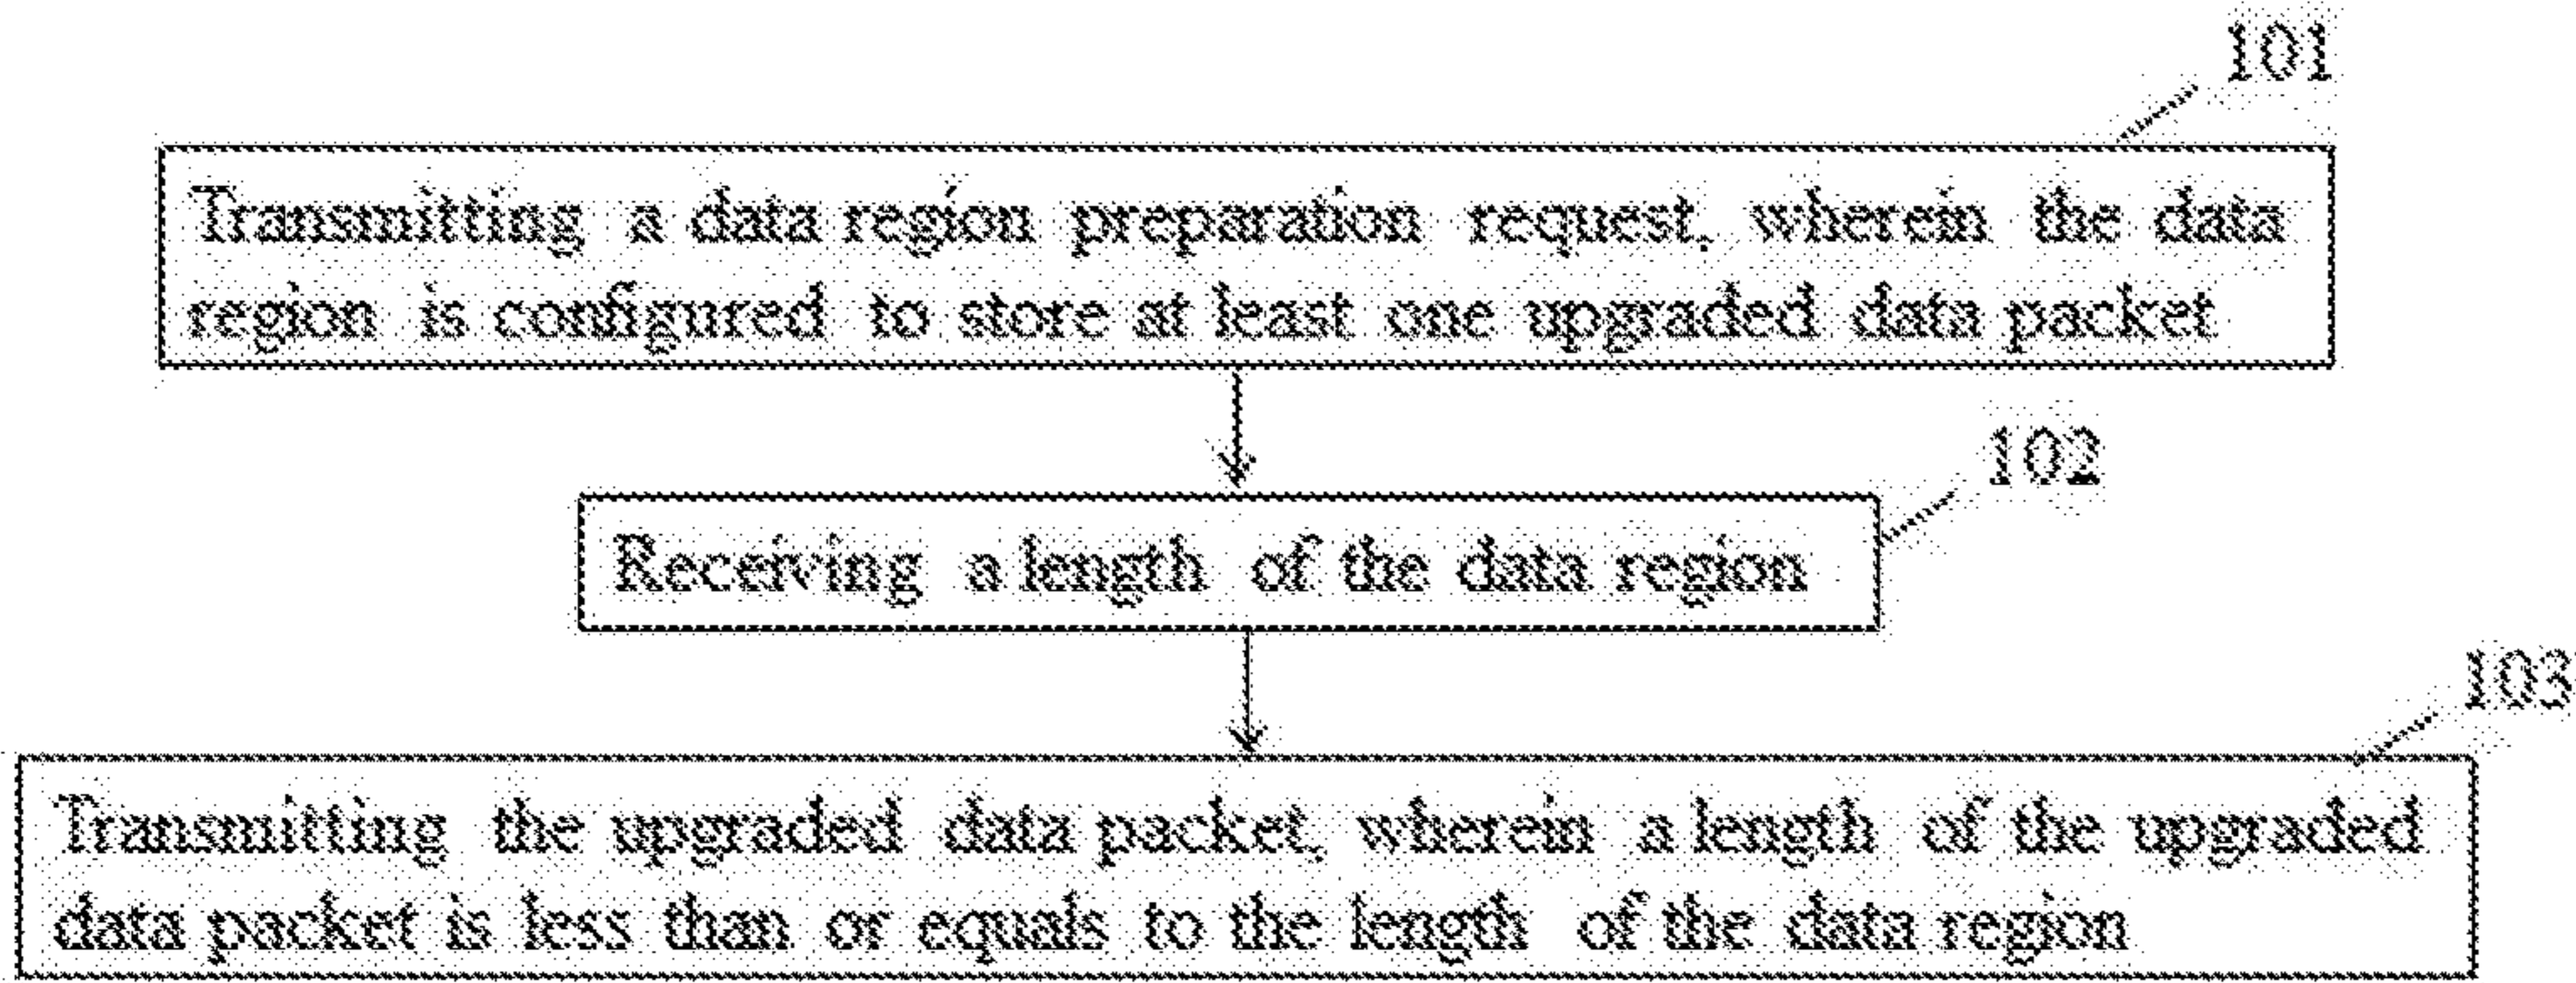 101
Transmitting a data region preparation request, wherein the data
region is configured to store at least one upgraded data packet
102
Receiving a length of the data region
103
Transmitting the upgraded data packet, wherein a length of the upgraded
data packet is less than or equals to the length of the data region